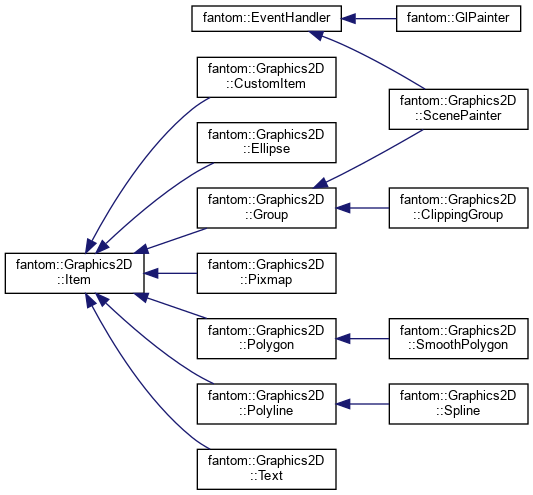 fantom::EventHandler
fantom::GlPainter
fantom::Graphics2D
::CustomItem
fantom::Graphics2D
::ScenePainter
fantom::Graphics2D
::Ellipse
fantom::Graphics2D
::Group
fantom::Graphics2D
::ClippingGroup
fantom::Graphics2D
::Item
fantom::Graphics2D
::Pixmap
fantom::Graphics2D
::Polygon
fantom::Graphics2D
::SmoothPolygon
fantom::Graphics2D
::Polyline
fantom::Graphics2D
::Spline
fantom::Graphics2D
::Text